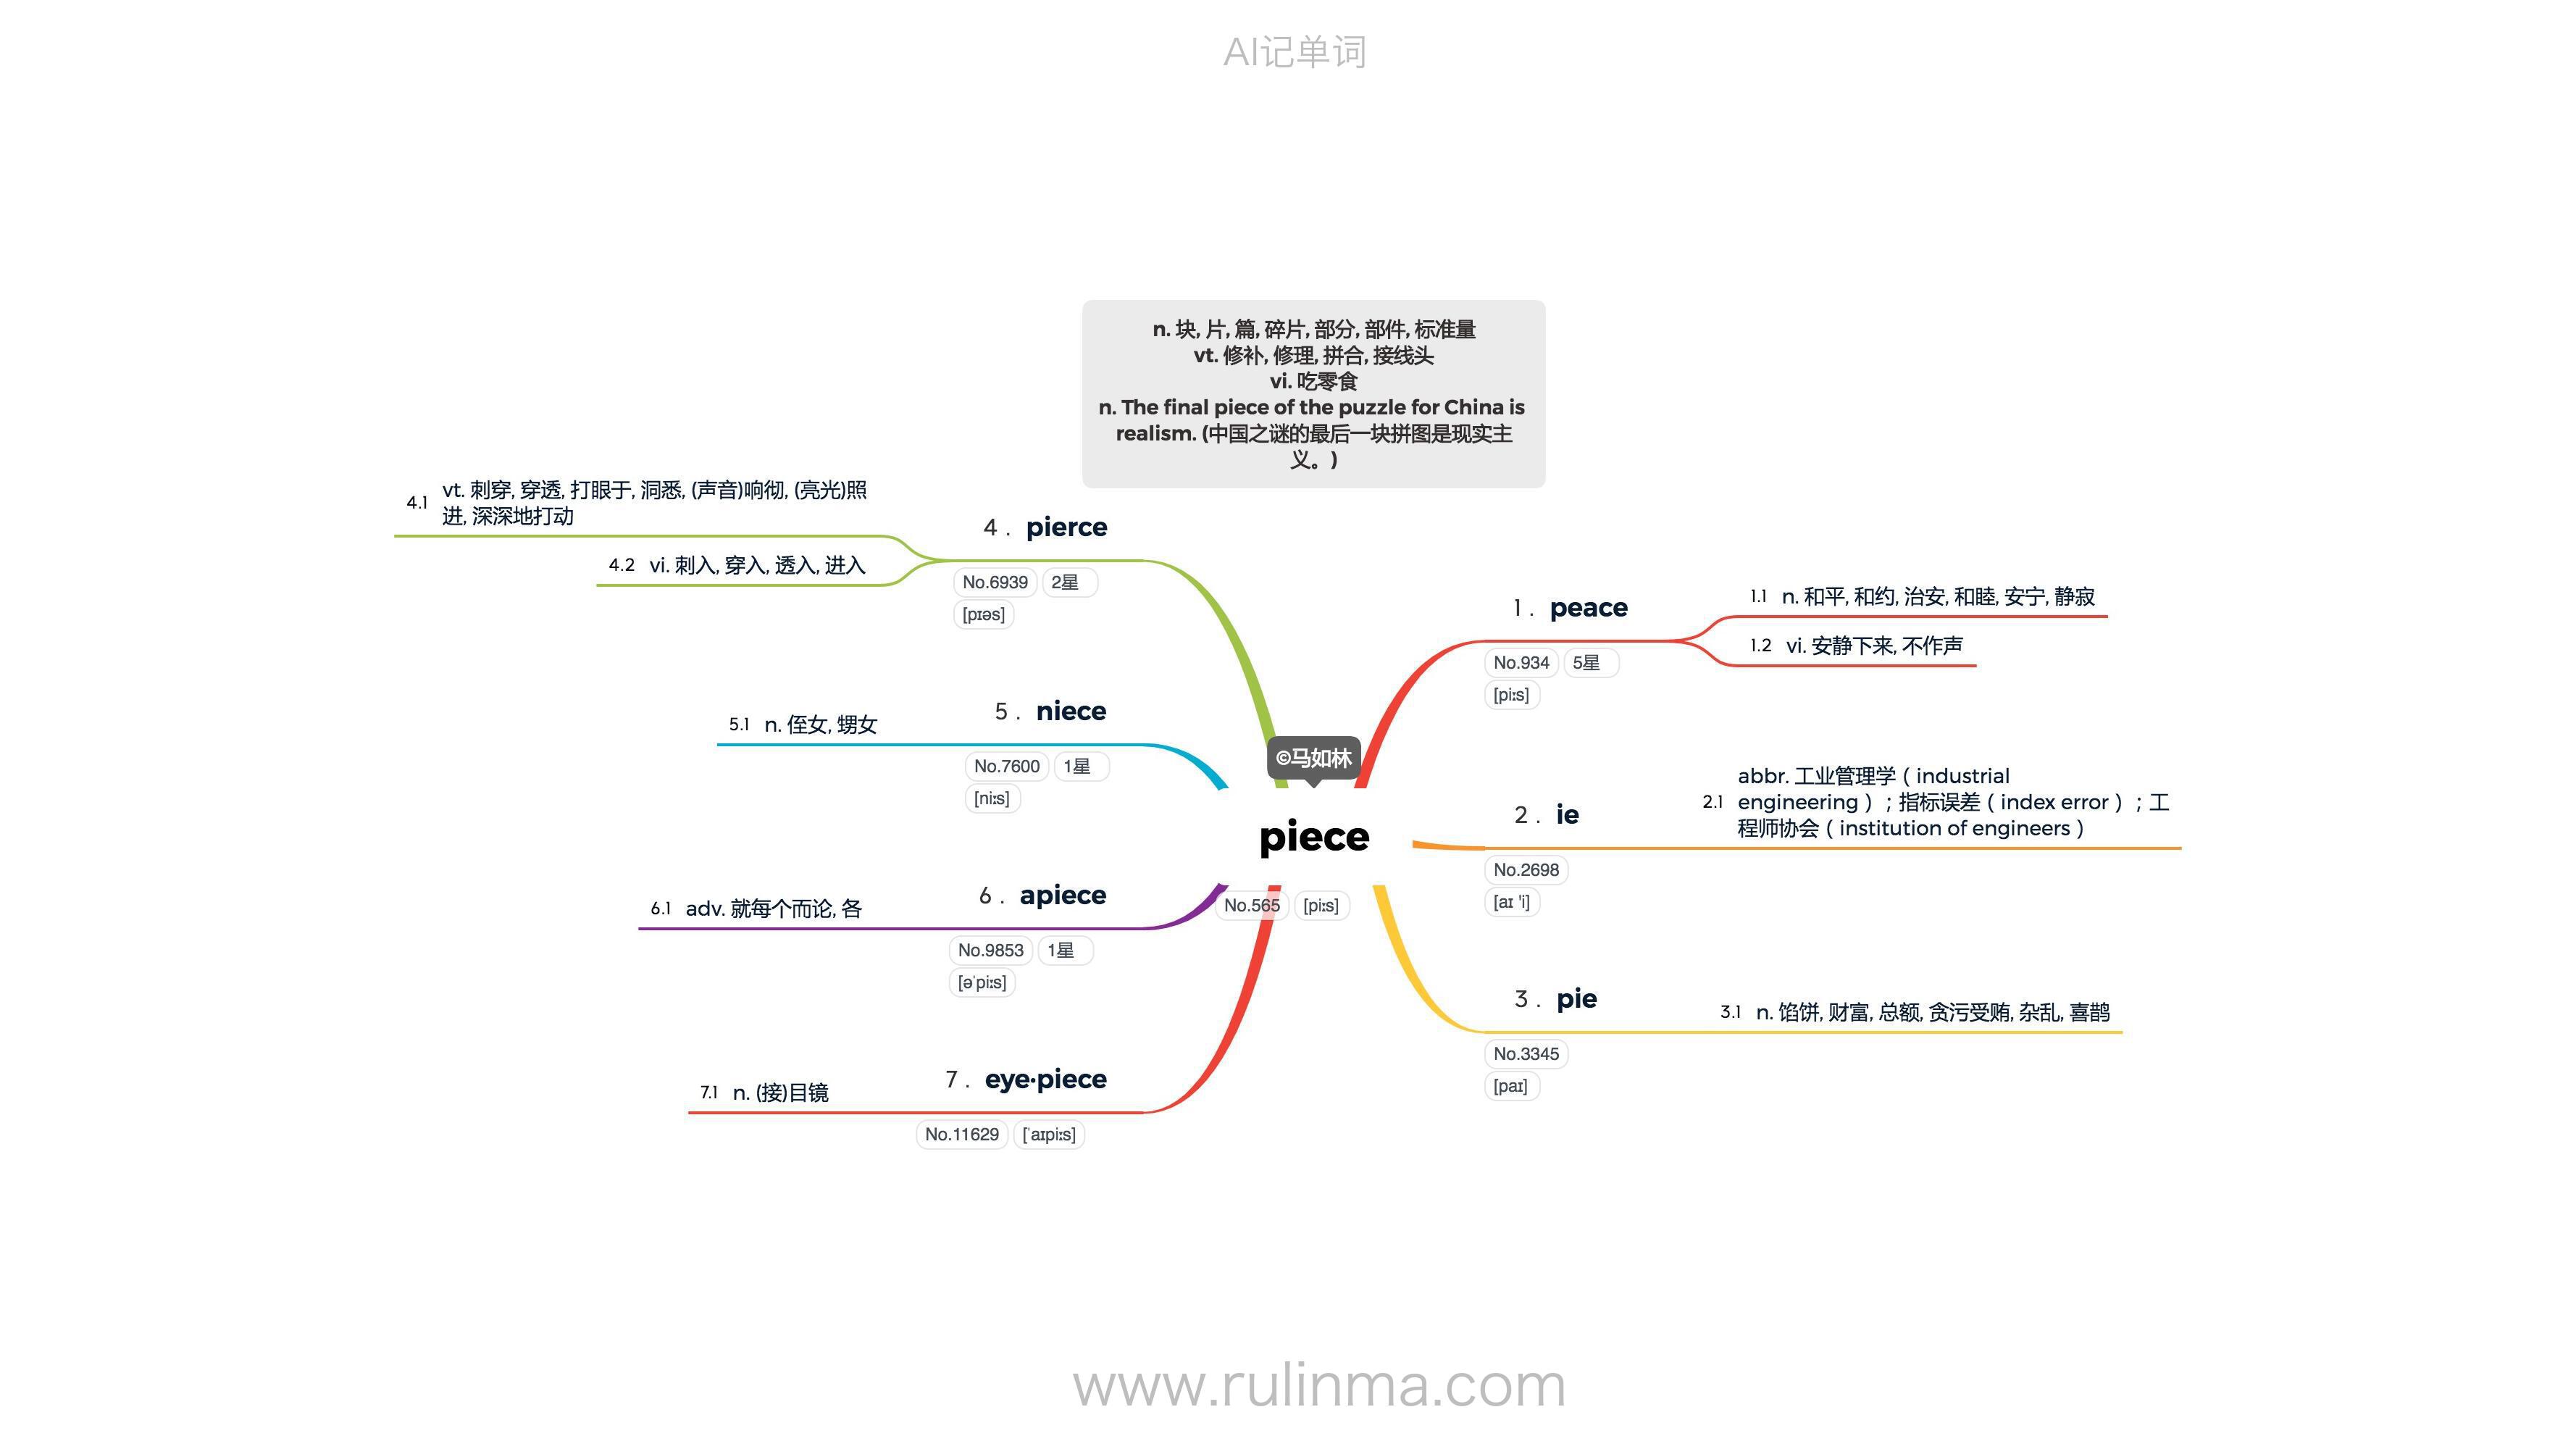 AI记单词
n. 块, 片, 篇, 碎片, 部分, 部件, 标准量
vt. 修补, 修理, 拼合, 接线头
vi. 吃零食
n. The final piece of the puzzle for China is
realism. (中国之谜的最后一块拼图是现实主
义。)
©马如林
piece
No.565 [piːs]
1 . peace
No.934 5星
[piːs]
1.1 n. 和平, 和约, 治安, 和睦, 安宁, 静寂
1.2 vi. 安静下来, 不作声
2 . ie
No.2698
[aɪ 'i]
2.1 abbr. 工业管理学（industrial
engineering）；指标误差（index error）；工
程师协会（institution of engineers）
3 . pie
No.3345
[paɪ]
3.1 n. 馅饼, 财富, 总额, 贪污受贿, 杂乱, 喜鹊
4 . pierce
No.6939 2星
[pɪəs]
4.1 vt. 刺穿, 穿透, 打眼于, 洞悉, (声音)响彻, (亮光)照
进, 深深地打动
4.2 vi. 刺入, 穿入, 透入, 进入
5 . niece
No.7600 1星
[niːs]
5.1 n. 侄女, 甥女
6 . apiece
No.9853 1星
[əˈpiːs]
6.1 adv. 就每个而论, 各
7 . eye·piece
No.11629 [ˈaɪpiːs]
7.1 n. (接)目镜
www.rulinma.com